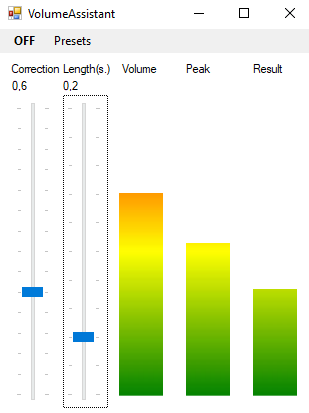 VolumeAssistant
OFF Presets
Correction Length(s.) Volume Peak Result
0,6 0,2